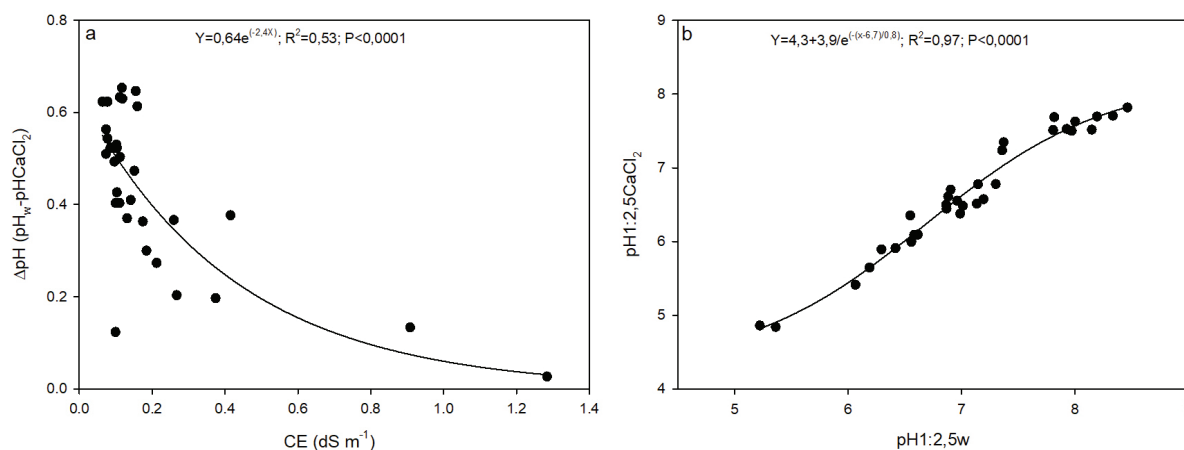 a
Y=0,64e(-2,4X); R2=0,53; P<0,0001
0.8
0.6
0.4
0.2
0.0
ΔpH (pHw-pHCaCl2)
0.0 0.2 0.4 0.6 0.8 1.0 1.2 1.4
CE (dS m-1)
b
Y=4,3+3,9/e(-(x-6,7)/0,8); R2=0,97; P<0,0001
9
8
7
6
5
4
pH1:2,5CaCl2
5 6 7 8
pH1:2,5w